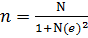 n = N / 1+N(e)²